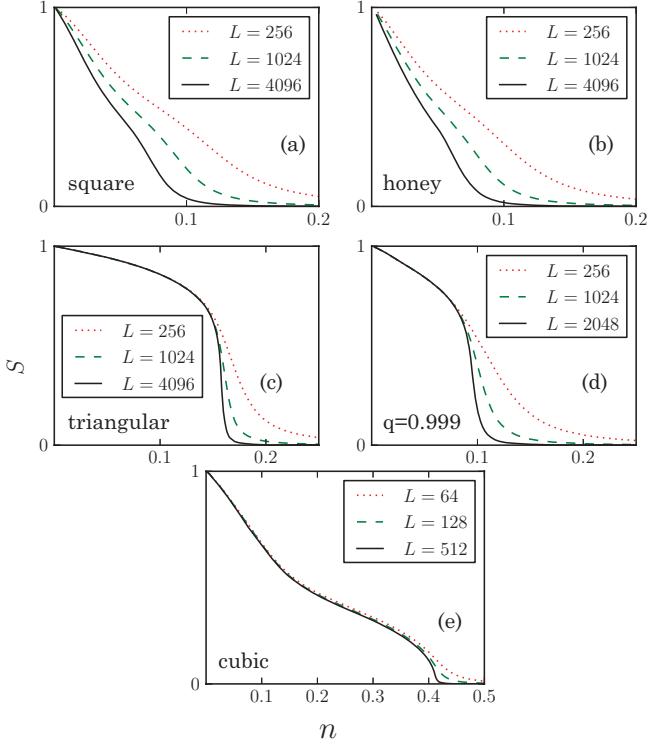 1
L = 256
L = 1024
L = 4096
(a)
square
0
0.1
0.2
L = 256
L = 1024
L = 4096
(b)
honey
0
0.1
0.2
1
L = 256
L = 1024
L = 4096
(c)
triangular
0
0.1
0.2
L = 256
L = 1024
L = 2048
(d)
q=0.999
0
0.1
0.2
S
1
L = 64
L = 128
L = 512
(e)
cubic
0
0.1
0.2
0.3
0.4
0.5
n